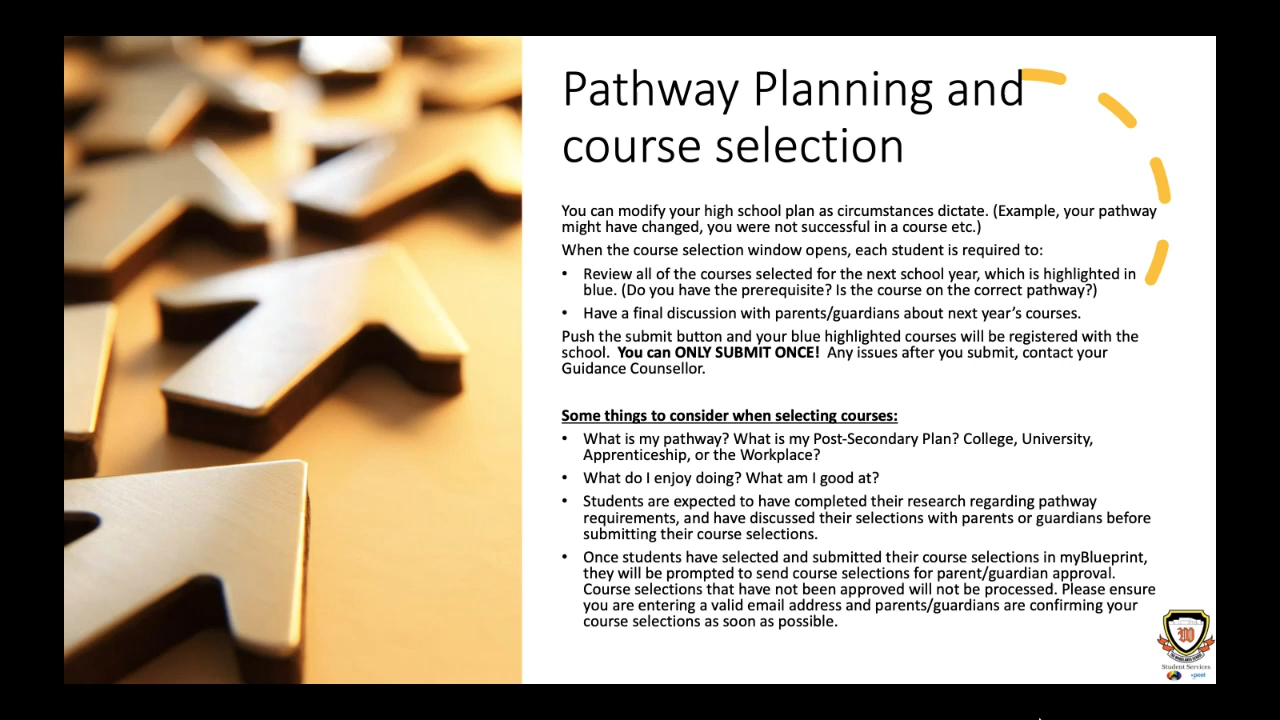 Pathway Planning and
course selection
You can modify your high school plan as circumstances dictate. (Example, your pathway
might have changed, you were not successful in a course etc.)
When the course selection window opens, each student is required to:
• Review all of the courses selected for the next school year, which is highlighted in
blue. (Do you have the prerequisite? Is the course on the correct pathway?)
• Have a final discussion with parents/guardians about next year's courses.
Push the submit button and your blue highlighted courses will be registered with the
school. You can ONLY SUBMIT ONCE! Any issues after you submit, contact your
Guidance Counsellor.
Some things to consider when selecting courses:
• What is my pathway? What is my Post-Secondary Plan? College, University,
Apprenticeship, or the Workplace?
• What do I enjoy doing? What am I good at?
• Students are expected to have completed their research regarding pathway
requirements, and have discussed their selections with parents or guardians before
submitting their course selections.
• Once students have selected and submitted their course selections in myBlueprint,
they will be prompted to send course selections for parent/guardian approval.
Course selections that have not been approved will not be processed. Please ensure
you are entering a valid email address and parents/guardians are confirming your
course selections as soon as possible.
W
Student Services